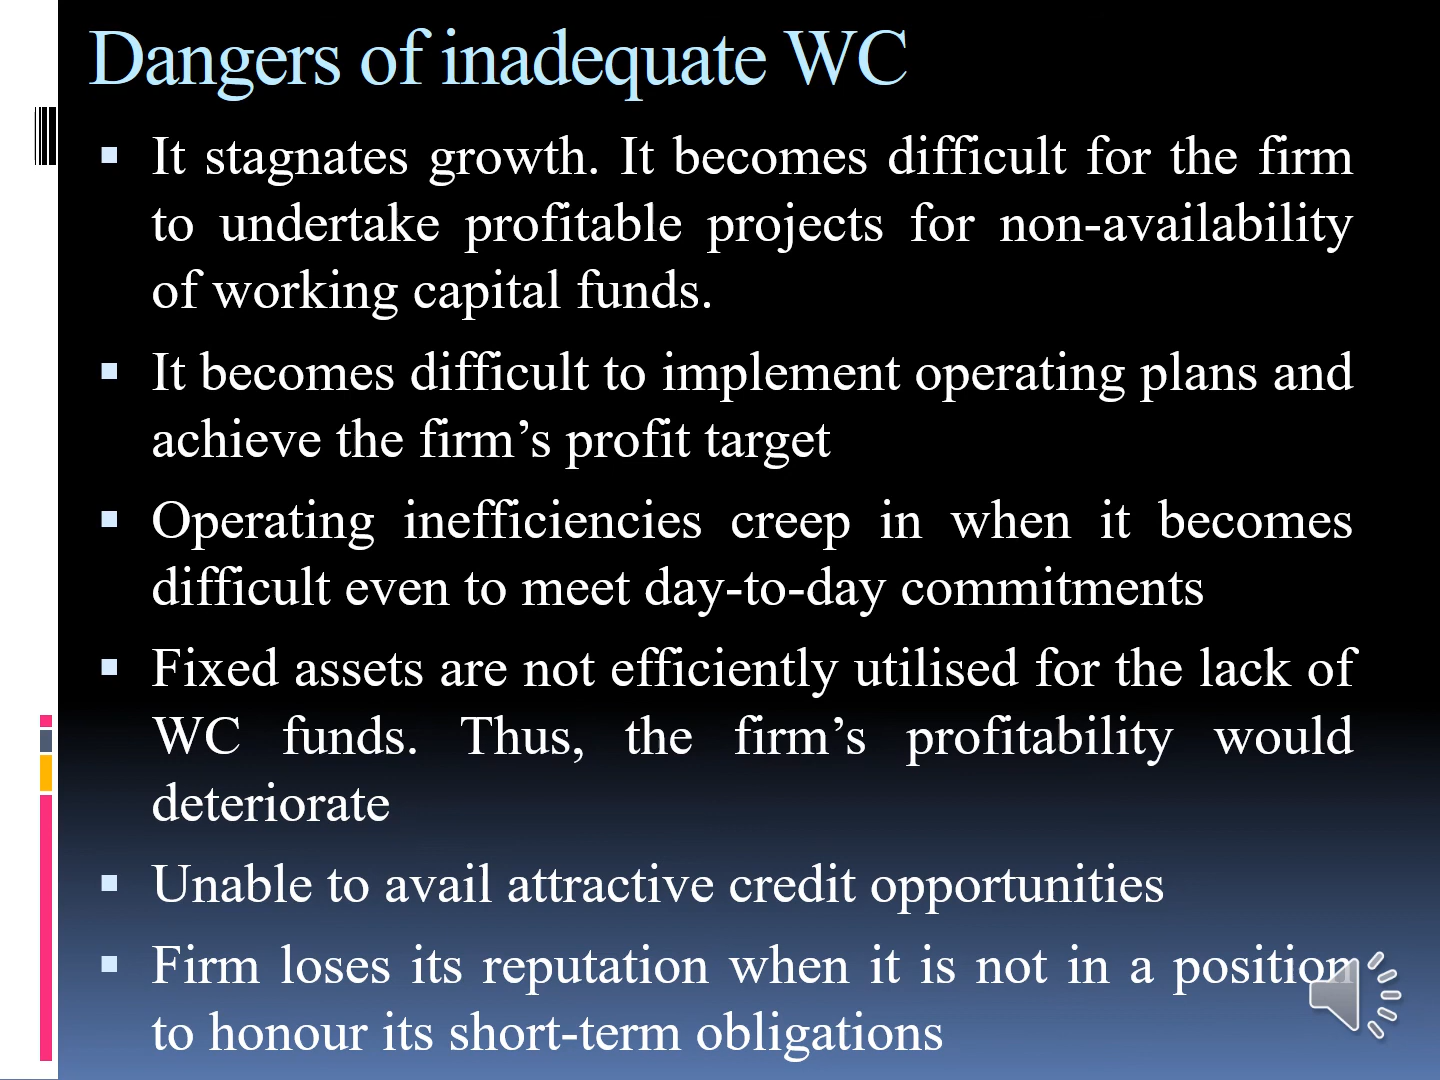 Dangers of inadequate WC
▪ It stagnates growth. It becomes difficult for the firm
to undertake profitable projects for non-availability
of working capital funds.
▪ It becomes difficult to implement operating plans and
achieve the firm’s profit target
▪ Operating inefficiencies creep in when it becomes
difficult even to meet day-to-day commitments
▪ Fixed assets are not efficiently utilised for the lack of
WC funds. Thus, the firm’s profitability would
deteriorate
▪ Unable to avail attractive credit opportunities
▪ Firm loses its reputation when it is not in a position
to honour its short-term obligations